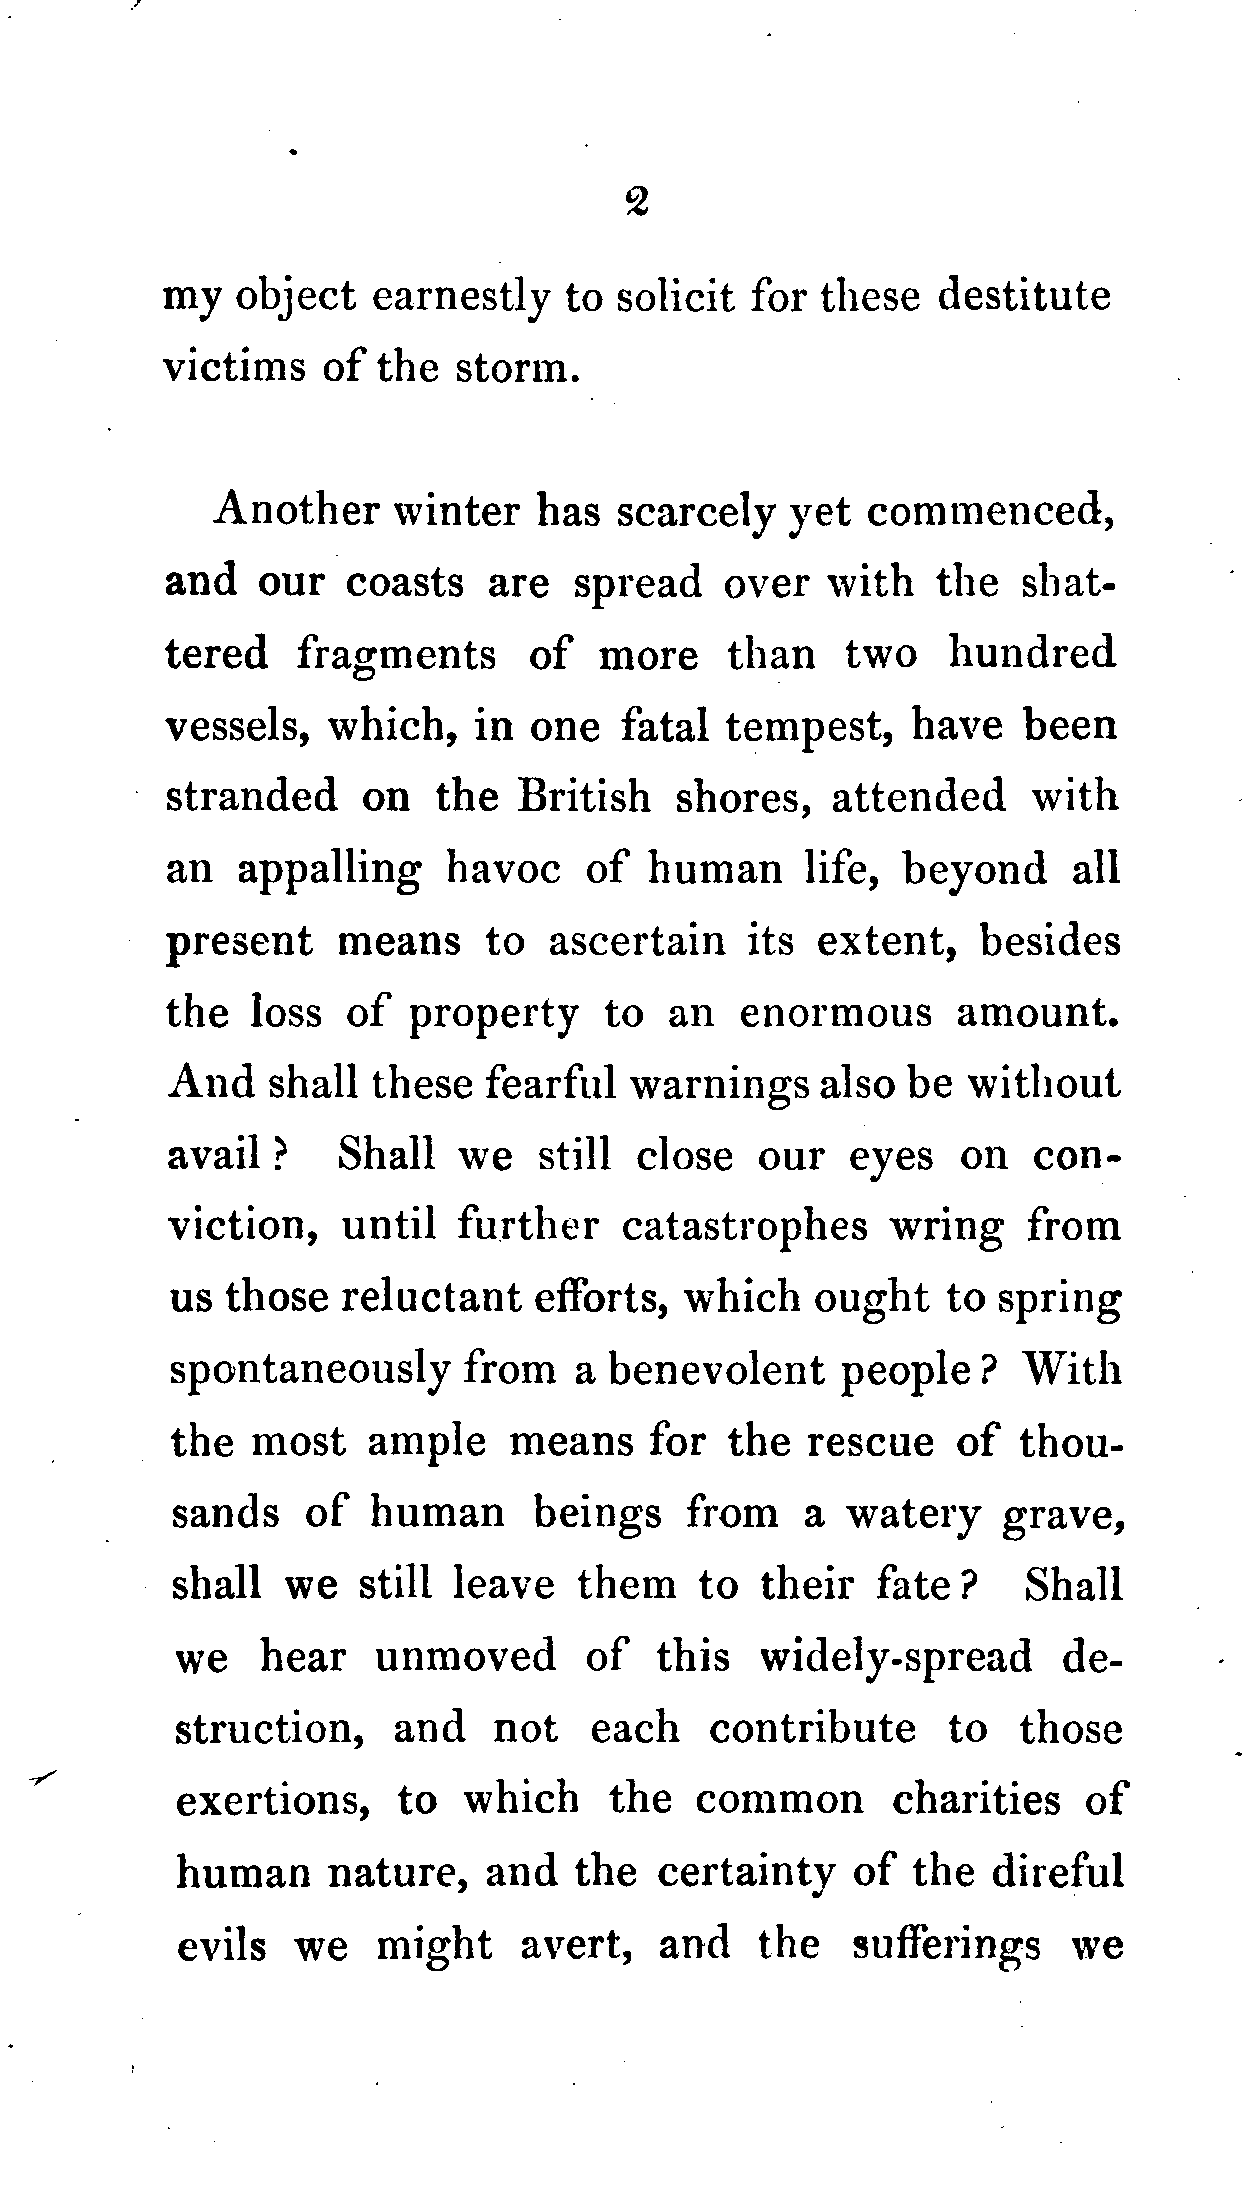 2
my object earnestly to solicit for these destitute
victims of the storm.
Another winter has scarcely yet commenced,
and our coasts are spread over with the shat-
tered fragments of more than two hundred
vessels, which, in one fatal tempest, have been
stranded on the British shores, attended with
an appalling havoc of human life, beyond all
present means to ascertain its extent, besides
the loss of property to an enormous amount.
And shall these fearful warnings also be without
avail ? Shall we still close our eyes on con-
viction, until further catastrophes wring from
us those reluctant efforts, which ought to spring
spontaneously from a benevolent people ? With
the most ample means for the rescue of thou-
sands of human beings from a watery grave,
shall we still leave them to their fate ? Shall
we hear unmoved of this widely-spread de-
struction, and not each contribute to those
exertions, to which the common charities of
human nature, and the certainty of the direful
evils we might avert, and the sufferings we